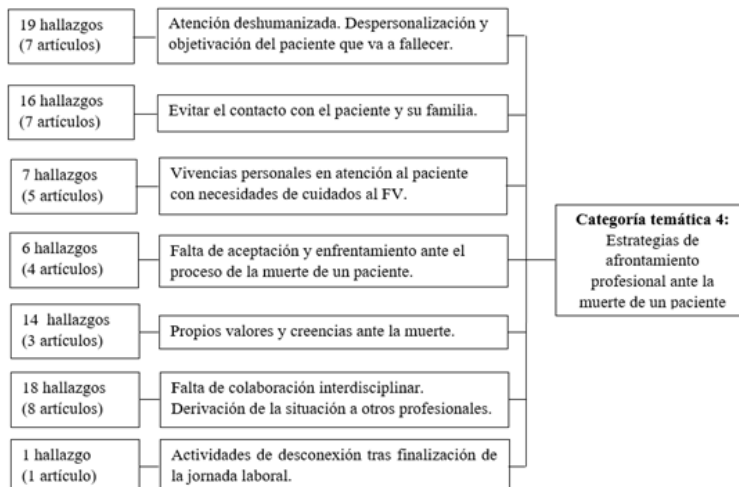 19 hallazgos
(7 artículos)
Atención deshumanizada. Despersonalización y
objetivación del paciente que va a fallecer.
16 hallazgos
(7 artículos)
Evitar el contacto con el paciente y su familia.
7 hallazgos
(5 artículos)
Vivencias personales en atención al paciente
con necesidades de cuidados al FV.
6 hallazgos
(4 artículos)
Falta de aceptación y enfrentamiento ante el
proceso de la muerte de un paciente.
14 hallazgos
(3 artículos)
Propios valores y creencias ante la muerte.
18 hallazgos
(8 artículos)
Falta de colaboración interdisciplinar.
Derivación de la situación a otros profesionales.
1 hallazgo
(1 artículo)
Actividades de desconexión tras finalización de
la jornada laboral.
Categoría temática 4:
Estrategias de
afrontamiento
profesional ante la
muerte de un paciente